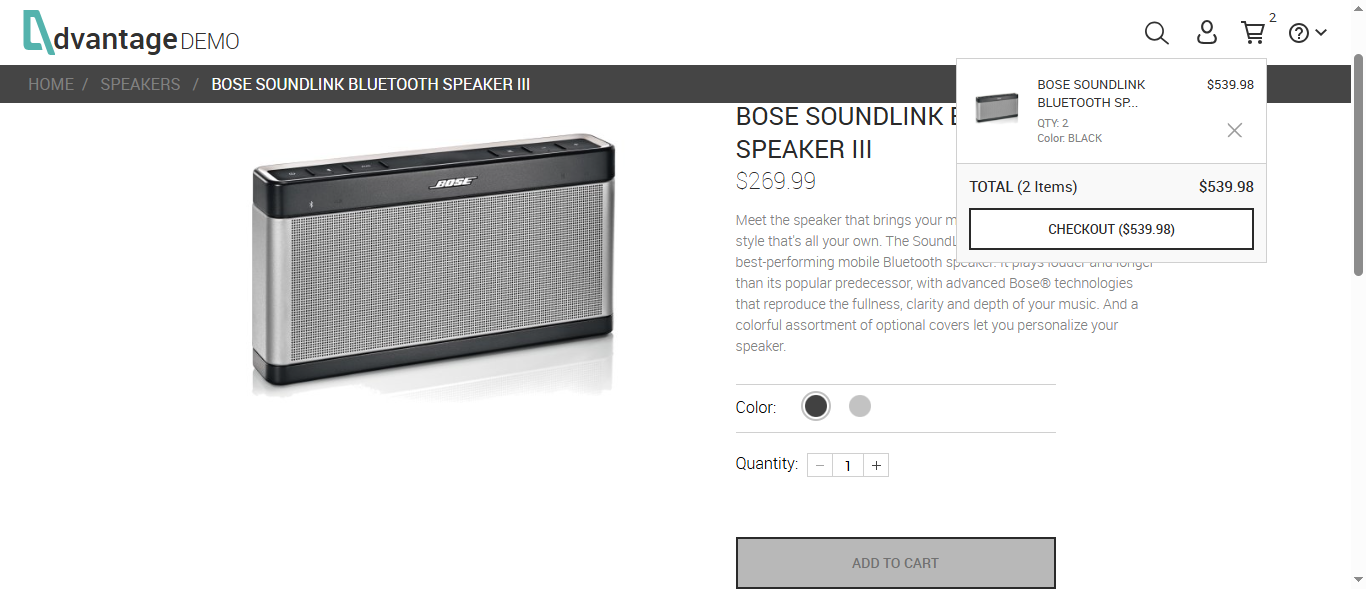 dvantage DEMO
2
HOME / SPEAKERS / BOSE SOUNDLINK BLUETOOTH SPEAKER III
BOSE SOUNDLINK
BLUETOOTH SP...
$539.98
QTY: 2
Color: BLACK
TOTAL (2 Items) $539.98
CHECKOUT ($539.98)
BOSE
BOSE SOUNDLINK
SPEAKER III
$269.99
Meet the speaker that brings your
style that's all your own. The
best-performing mobile Bluetooth speaker. It plays louder and longer
than its popular predecessor, with advanced Bose® technologies
that reproduce the fullness, clarity and depth of your music. And a
colorful assortment of optional covers let you personalize your
speaker.
Color:
Quantity: − 1 +
ADD TO CART